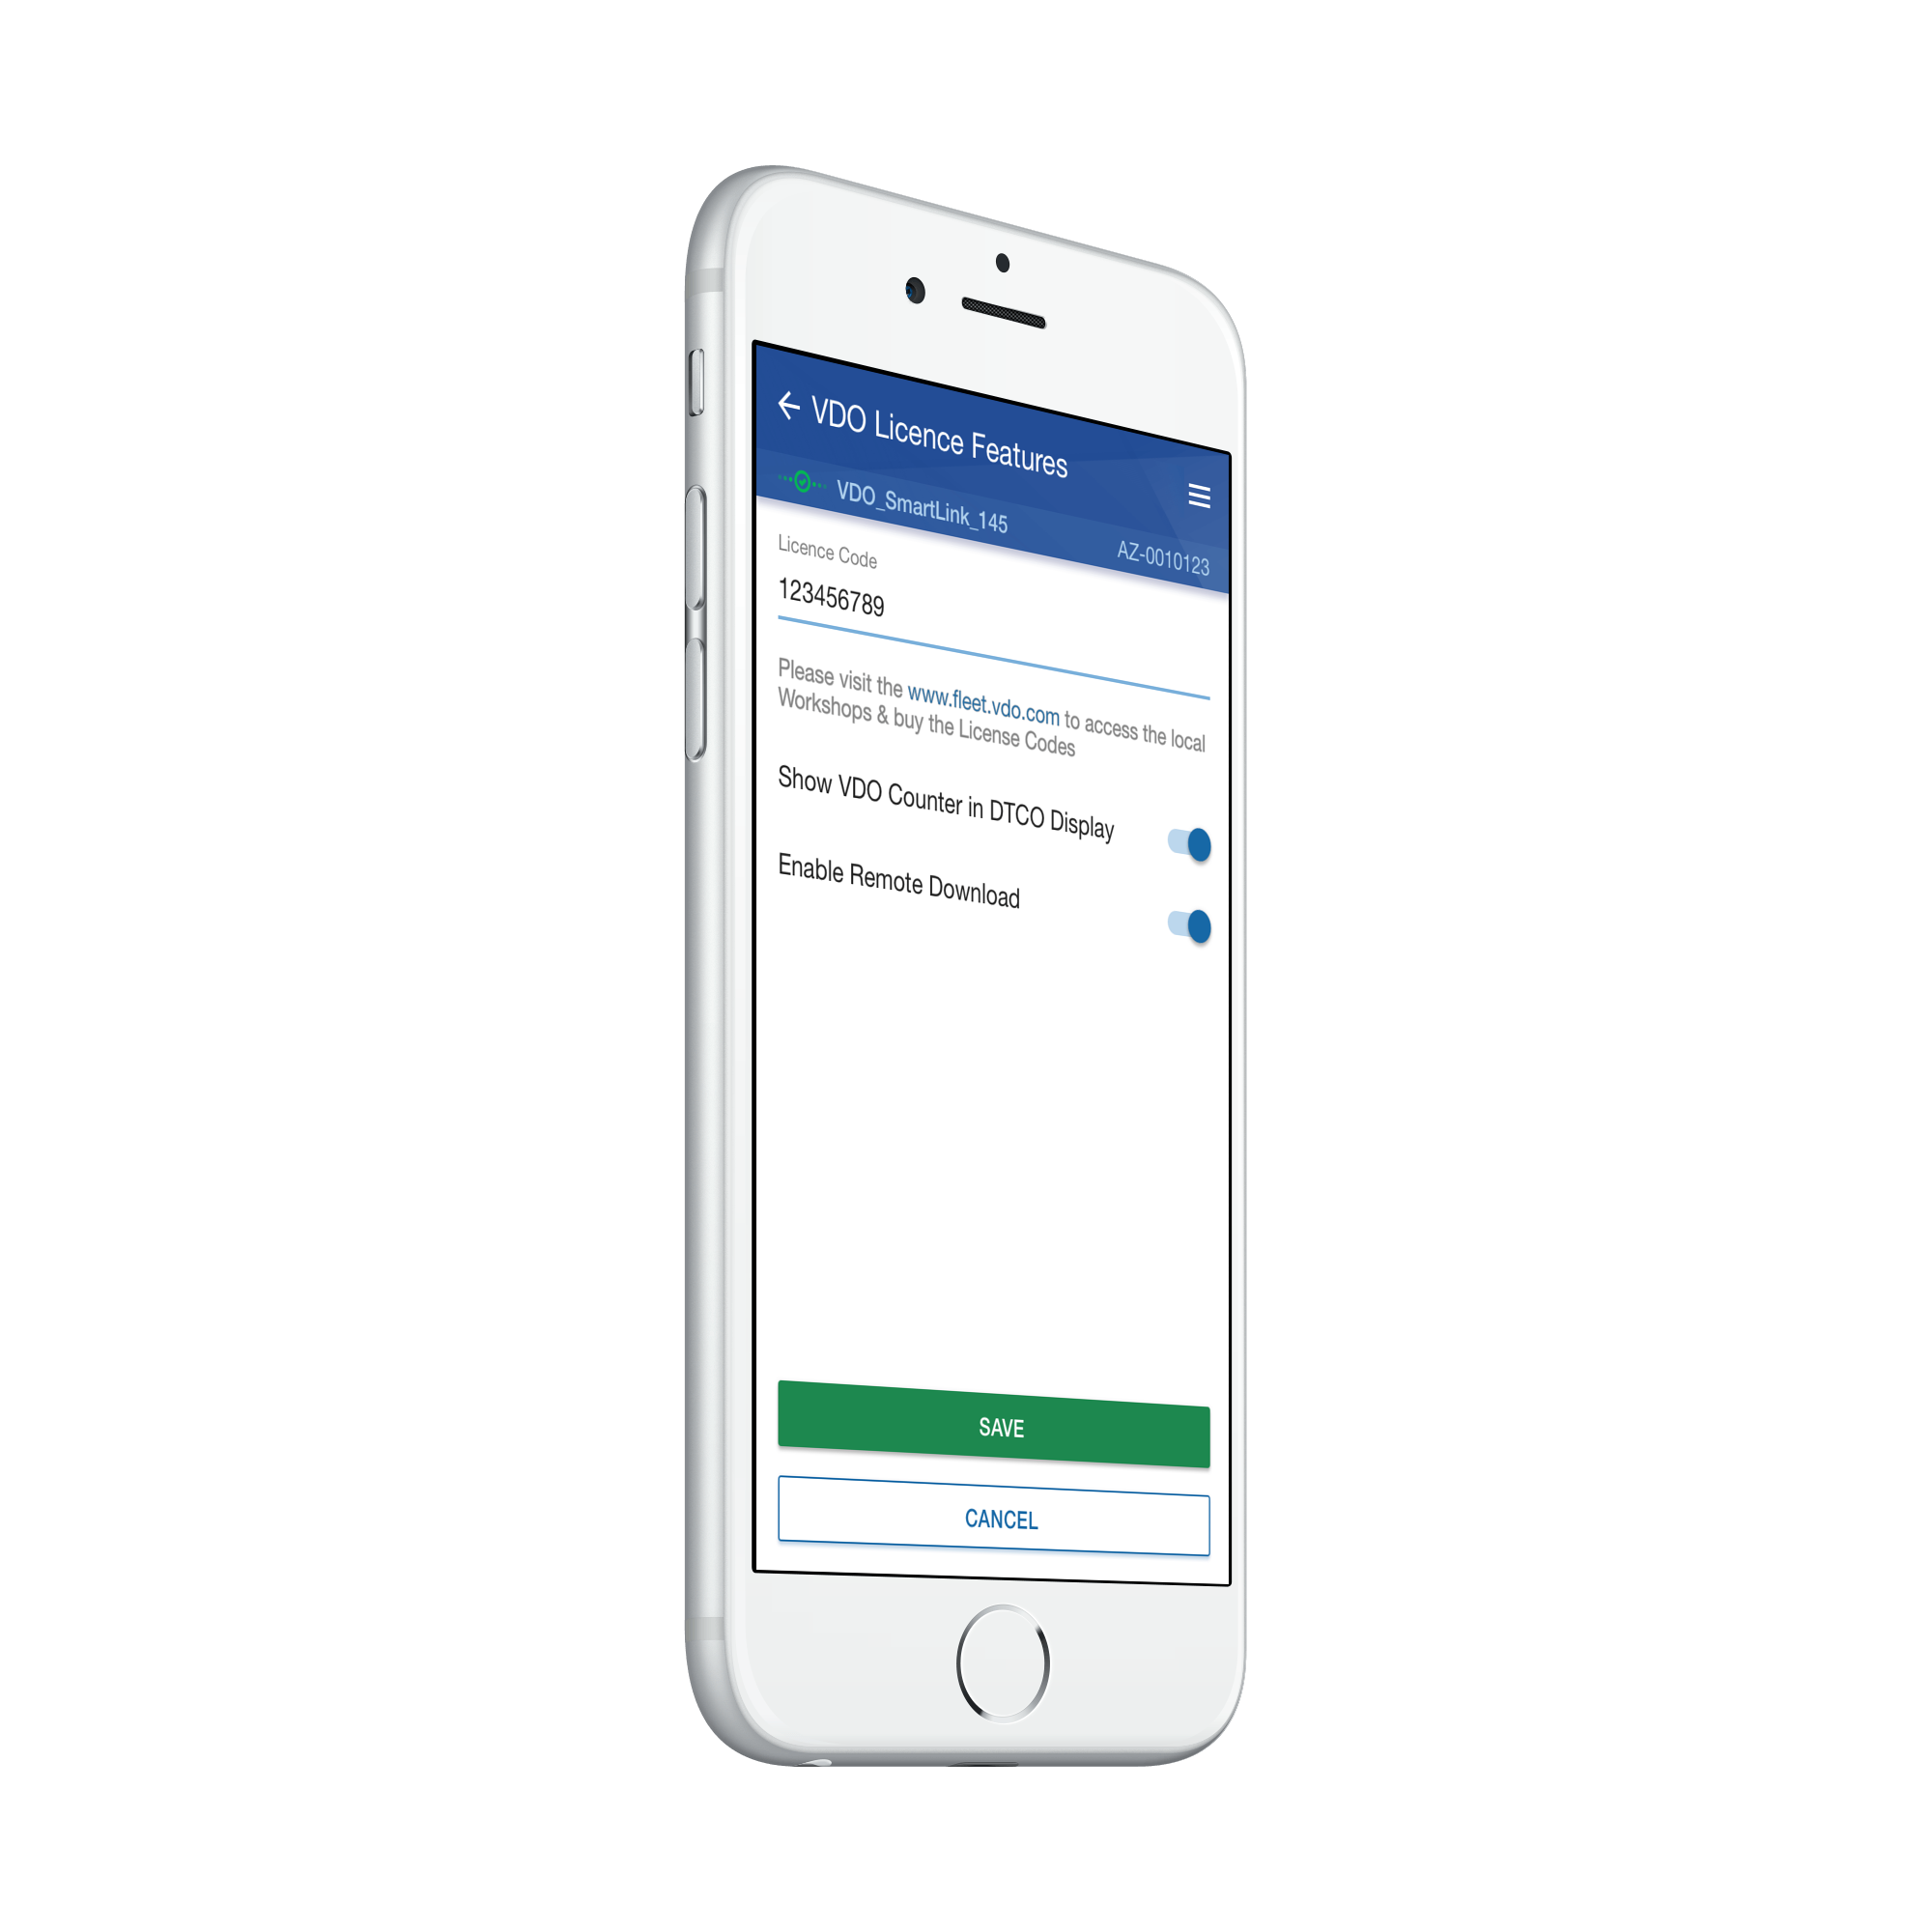 VDO Licence Features
VDO_SmartLink_145
AZ-0010123
Licence Code
123456789
Please visit the www.fleet.vdo.com to access the local
Workshops & buy the License Codes
Show VDO Counter in DTCO Display
Enable Remote Download
SAVE
CANCEL